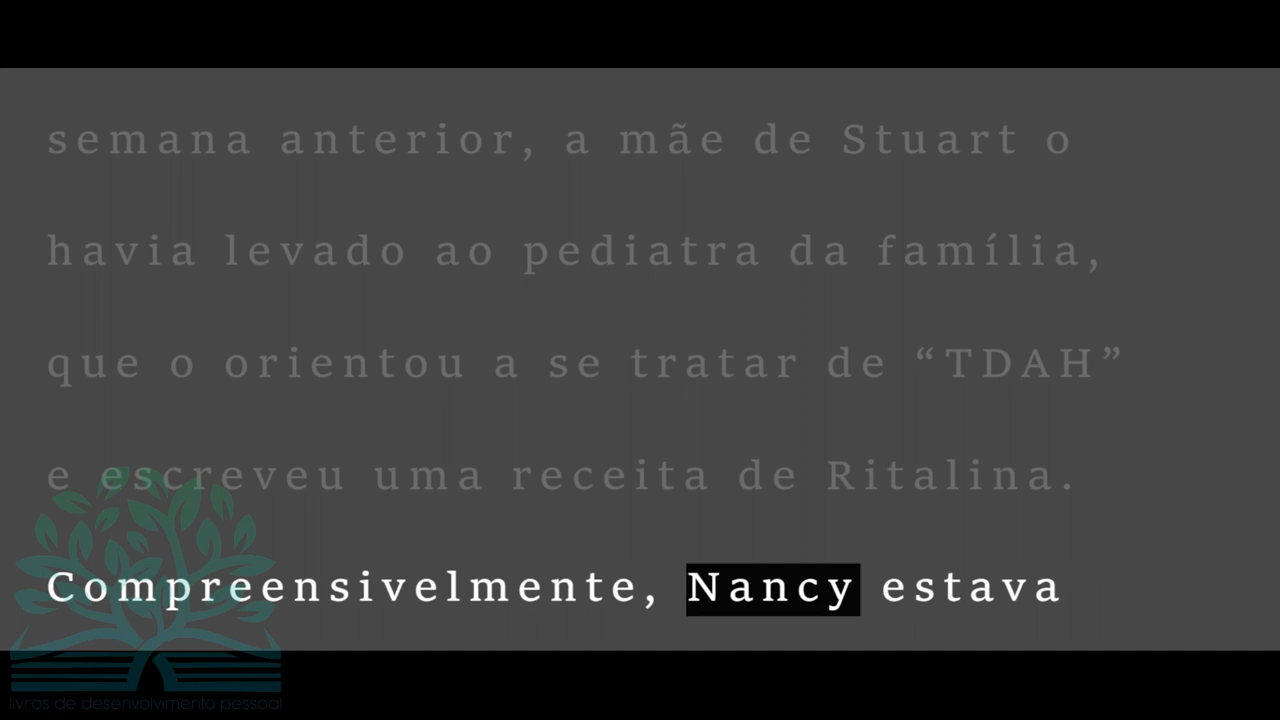 semana anterior, a mãe de Stuart o
havia levado ao pediatra da família,
que o orientou a se tratar de “TDAH”
e escreveu uma receita de Ritalina.
Compreensivelmente, Nancy estava
livros de desenvolvimento pessoal